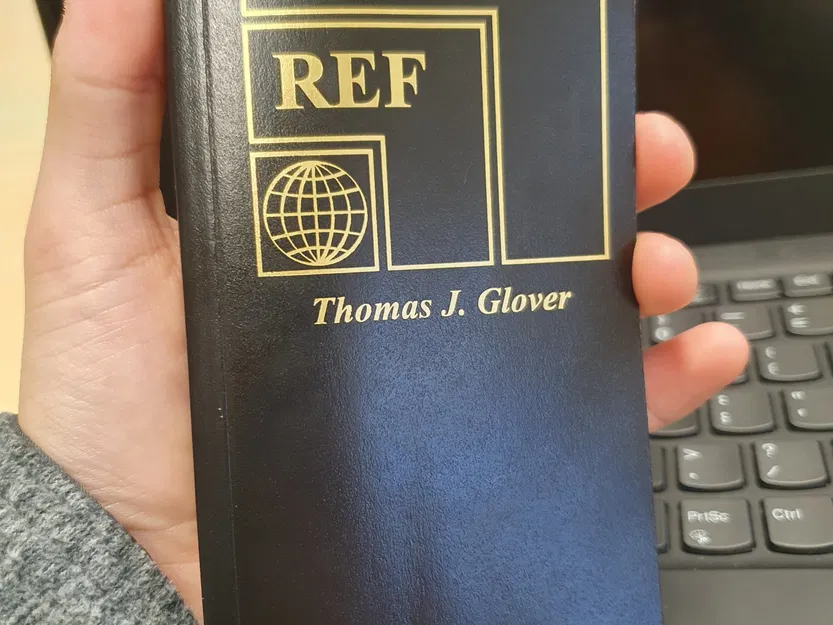 REF
Thomas J. Glover
PrtSc
Ctrl